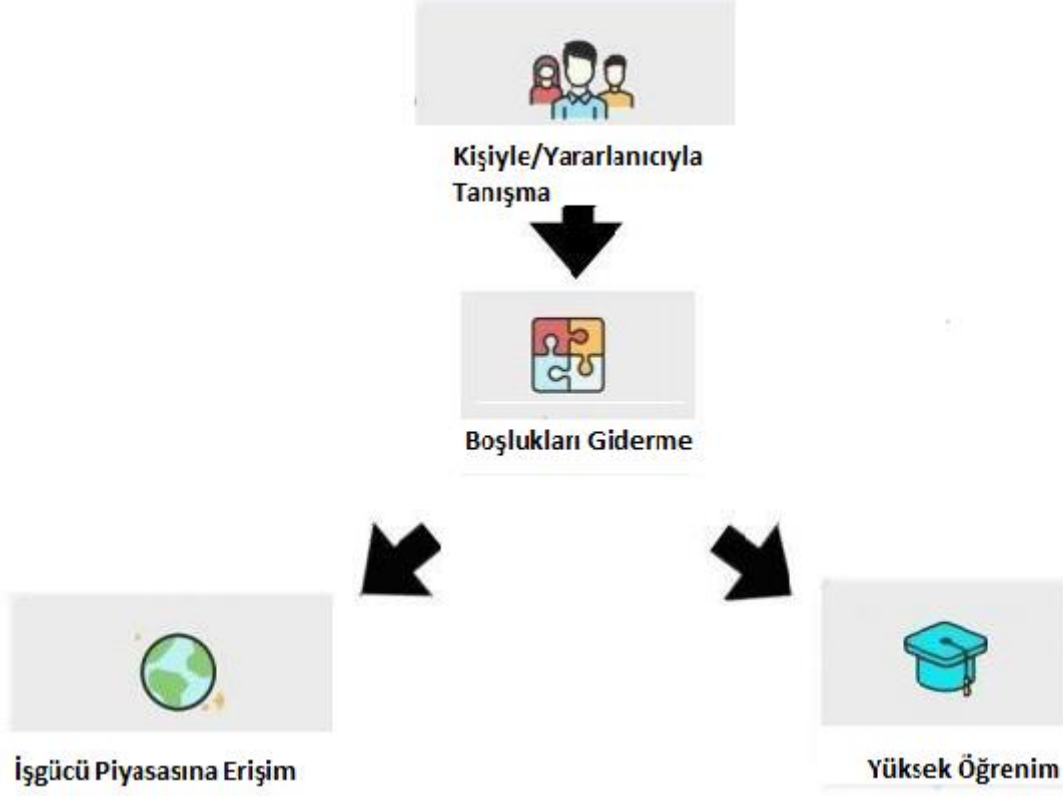 Kişiyle/Yararlanıcıyla
Tanışma
Boşlukları Giderme
İşgücü Piyasasına Erişim
Yüksek Öğrenim